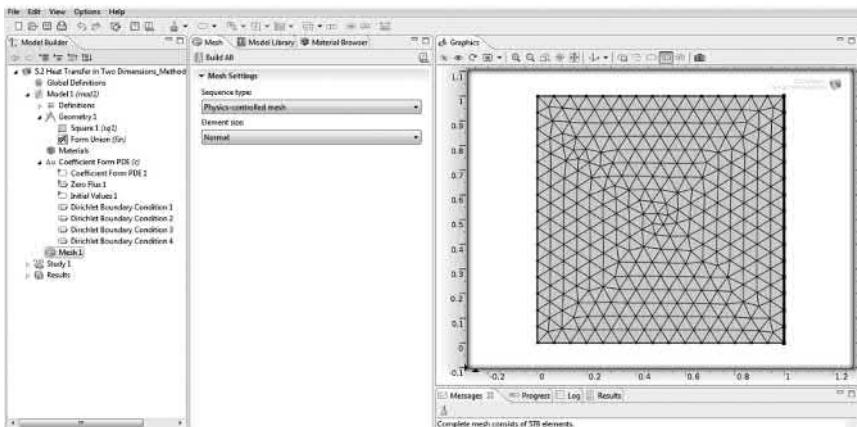 File Edit View Options Help
Model Builder
5.2 Heat Transfer in Two Dimensions_Method
Global Definitions
Model 1 (mod2)
Definitions
Geometry 1
Square 1 (sq1)
Form Union (fin)
Materials
Δu Coefficient Form PDE (c)
Coefficient Form PDE 1
Zero Flux 1
Initial Values 1
Dirichlet Boundary Condition 1
Dirichlet Boundary Condition 2
Dirichlet Boundary Condition 3
Dirichlet Boundary Condition 4
Mesh 1
Study 1
Results
Mesh Model Library Material Browser
Build All
Mesh Settings
Sequence type:
Physics-controlled mesh
Element size:
Normal
Graphics
1.1
1
0.9
0.8
0.7
0.6
0.5
0.4
0.3
0.2
0.1
0
-0.1
-0.2 0 0.2 0.4 0.6 0.8 1 1.2
Messages Progress Log Results
Complete mesh consists of 578 elements.